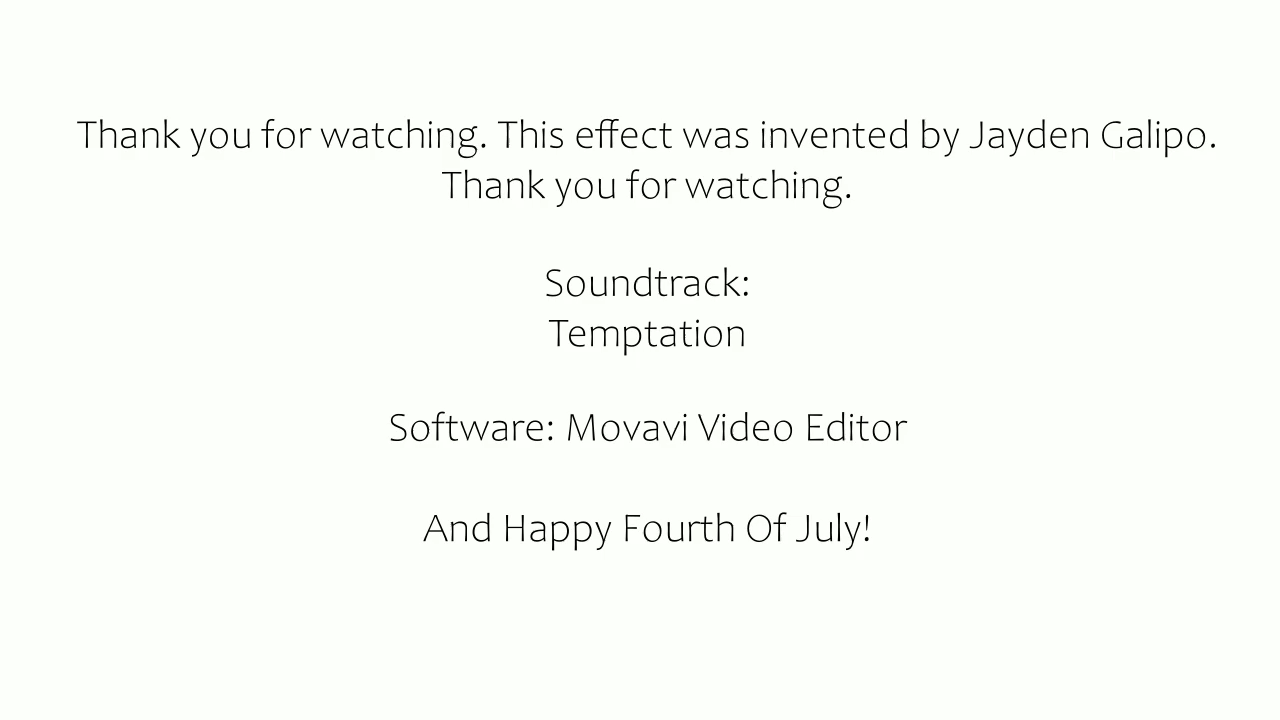 Thank you for watching. This effect was invented by Jayden Galipo.
Thank you for watching.
Soundtrack:
Temptation
Software: Movavi Video Editor
And Happy Fourth Of July!